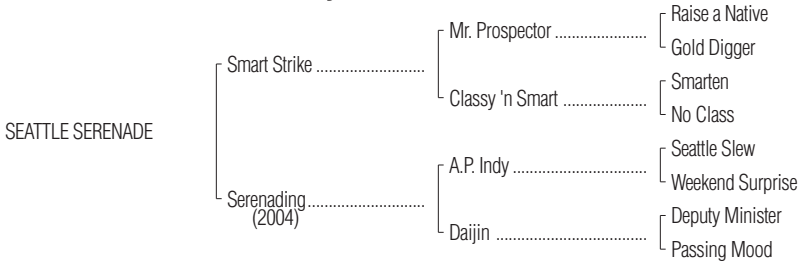 Raise a Native
Mr. Prospector ......................
Gold Digger
Smart Strike ..........................
Smarten
Classy 'n Smart ....................
No Class
SEATTLE SERENADE
Seattle Slew
A.P. Indy ................................
Weekend Surprise
Serenading............................
(2004)
Deputy Minister
Daijin ....................................
Passing Mood